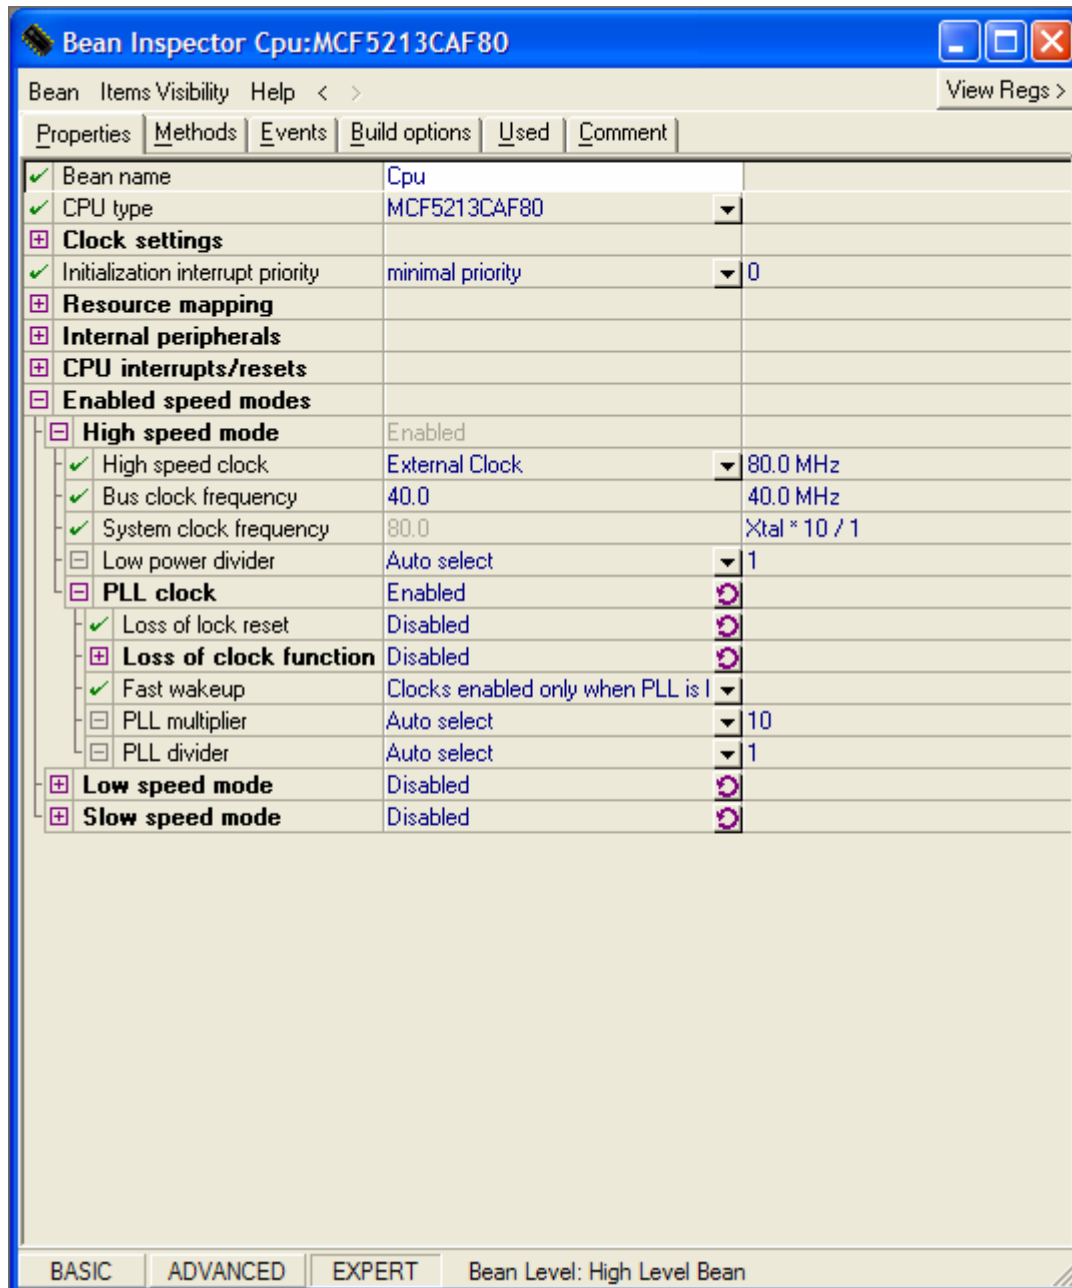 Bean Inspector Cpu:MCF5213CAF80
Bean Items Visibility Help < > View Regs >
Properties Methods Events Build options Used Comment
Bean name Cpu
CPU type MCF5213CAF80
Clock settings
Initialization interrupt priority minimal priority 0
Resource mapping
Internal peripherals
CPU interrupts/resets
Enabled speed modes
High speed mode Enabled
High speed clock External Clock 80.0 MHz
Bus clock frequency 40.0 40.0 MHz
System clock frequency 80.0 Xtal * 10 / 1
Low power divider Auto select 1
PLL clock Enabled
Loss of lock reset Disabled
Loss of clock function Disabled
Fast wakeup Clocks enabled only when PLL is l
PLL multiplier Auto select 10
PLL divider Auto select 1
Low speed mode Disabled
Slow speed mode Disabled
BASIC ADVANCED EXPERT Bean Level: High Level Bean